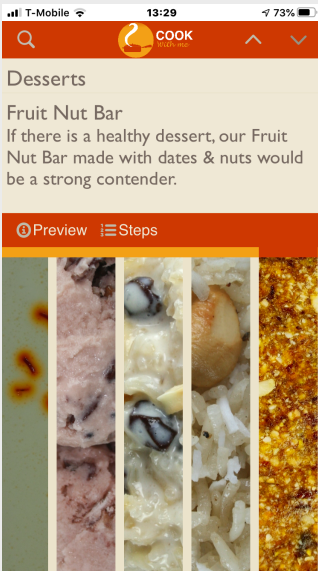 T-Mobile 13:29 73%
COOK
with me
Desserts
Fruit Nut Bar
If there is a healthy dessert, our Fruit
Nut Bar made with dates & nuts would
be a strong contender.
Preview Steps